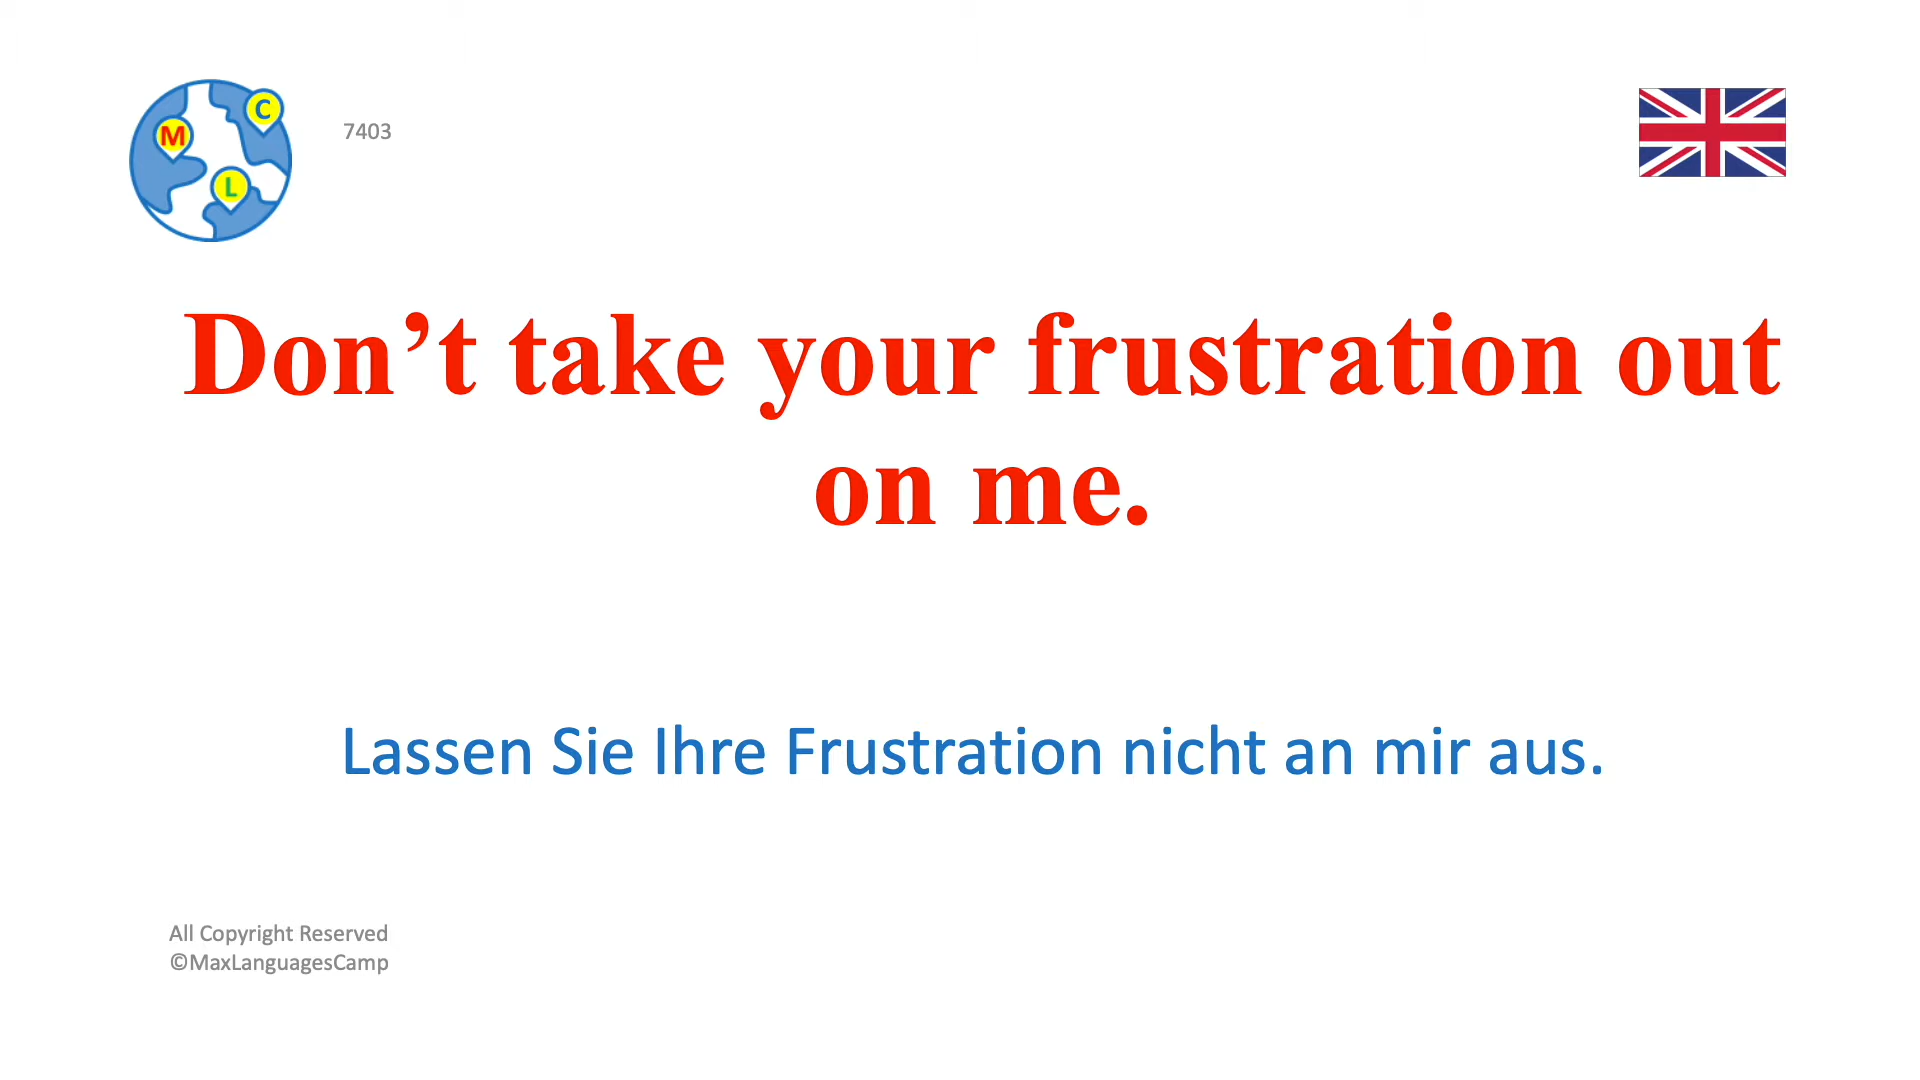 C
M
L
7403
Don’t take your frustration out
on me.
Lassen Sie Ihre Frustration nicht an mir aus.
All Copyright Reserved
©MaxLanguagesCamp